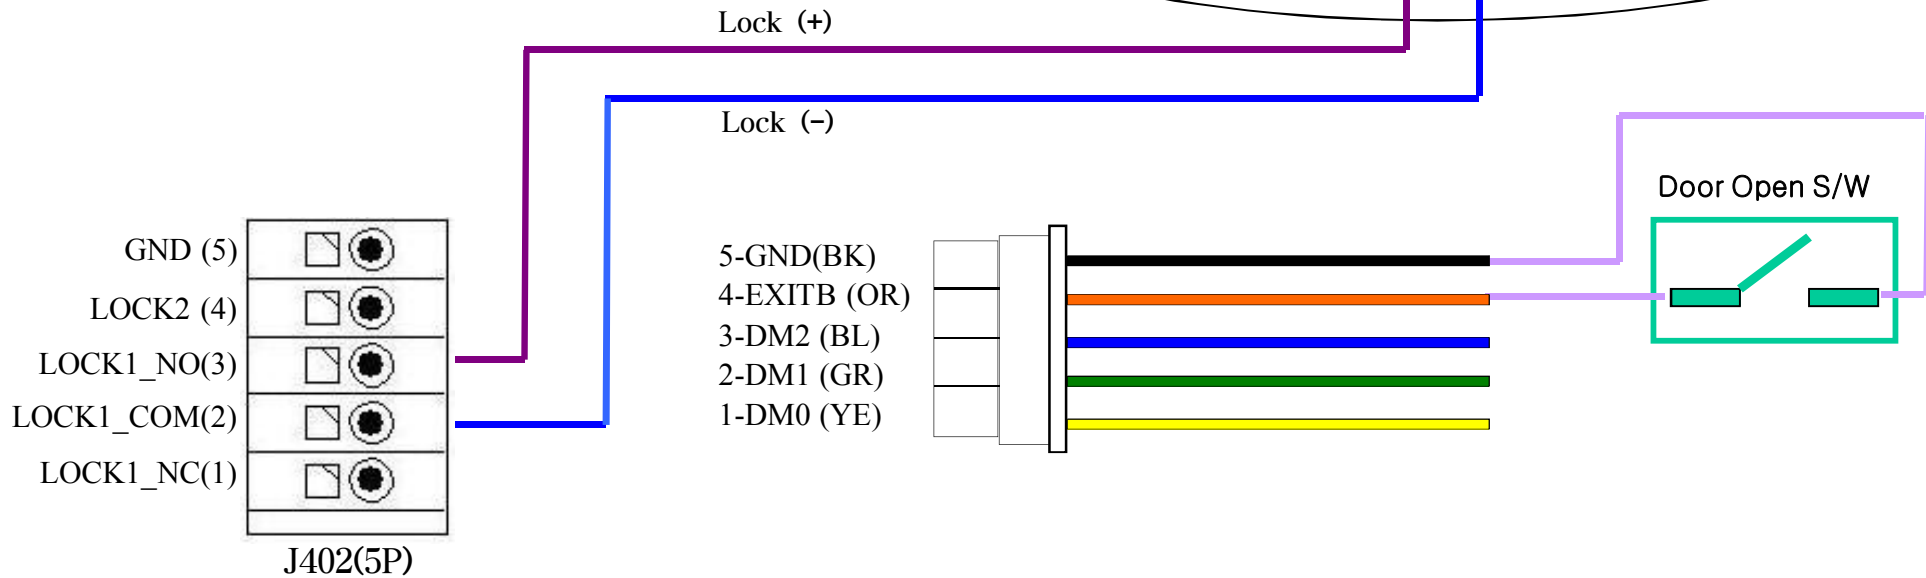 Lock (+)
Lock (-)
Door Open S/W
GND (5)
LOCK2 (4)
LOCK1_NO(3)
LOCK1_COM(2)
LOCK1_NC(1)
J402(5P)
5-GND(BK)
4-EXITB (OR)
3-DM2 (BL)
2-DM1 (GR)
1-DM0 (YE)